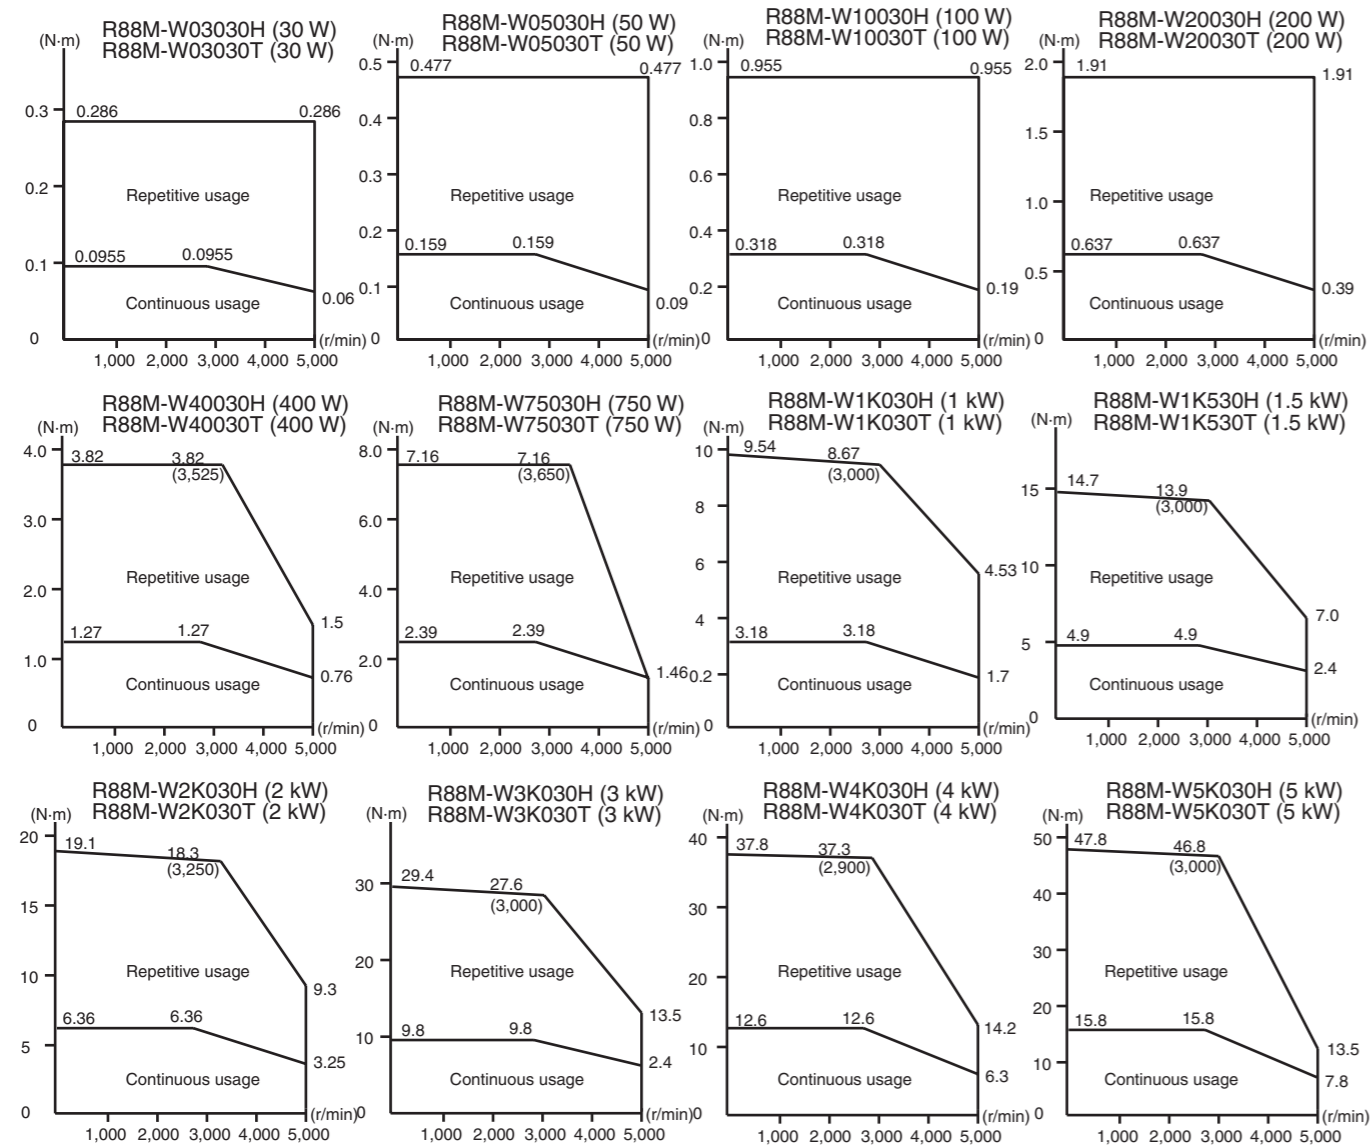 R88M-W03030H (30 W)
R88M-W03030T (30 W)
(N·m)
0.3
0.2
0.1
0
0.286
0.286
Repetitive usage
0.0955
0.0955
0.06
Continuous usage
(r/min)
1,000 2,000 3,000 4,000 5,000
R88M-W05030H (50 W)
R88M-W05030T (50 W)
(N·m)
0.5
0.4
0.3
0.2
0.1
0
0.477
0.477
Repetitive usage
0.159
0.159
0.09
Continuous usage
(r/min)
1,000 2,000 3,000 4,000 5,000
R88M-W10030H (100 W)
R88M-W10030T (100 W)
(N·m)
1.0
0.8
0.6
0.4
0.2
0
0.955
0.955
Repetitive usage
0.318
0.318
0.19
Continuous usage
(r/min)
1,000 2,000 3,000 4,000 5,000
R88M-W20030H (200 W)
R88M-W20030T (200 W)
(N·m)
2.0
1.5
1.0
0.5
0
1.91
1.91
Repetitive usage
0.637
0.637
0.39
Continuous usage
(r/min)
1,000 2,000 3,000 4,000 5,000
R88M-W40030H (400 W)
R88M-W40030T (400 W)
(N·m)
4.0
3.0
2.0
1.0
0
3.82
3.82
(3,525)
Repetitive usage
1.5
1.27
1.27
0.76
Continuous usage
(r/min)
1,000 2,000 3,000 4,000 5,000
R88M-W75030H (750 W)
R88M-W75030T (750 W)
(N·m)
8.0
6.0
4.0
2.0
0
7.16
7.16
(3,650)
Repetitive usage
2.39
2.39
1.46
Continuous usage
(r/min)
1,000 2,000 3,000 4,000 5,000
R88M-W1K030H (1 kW)
R88M-W1K030T (1 kW)
(N·m)
10
8
6
4
0.2
0
9.54
8.67
(3,000)
Repetitive usage
4.53
3.18
3.18
1.7
Continuous usage
(r/min)
1,000 2,000 3,000 4,000 5,000
R88M-W1K530H (1.5 kW)
R88M-W1K530T (1.5 kW)
(N·m)
15
10
5
0
14.7
13.9
(3,000)
Repetitive usage
7.0
4.9
4.9
2.4
Continuous usage
(r/min)
1,000 2,000 3,000 4,000 5,000
R88M-W2K030H (2 kW)
R88M-W2K030T (2 kW)
(N·m)
20
15
10
5
0
19.1
18.3
(3,250)
Repetitive usage
9.3
6.36
6.36
3.25
Continuous usage
(r/min)
1,000 2,000 3,000 4,000 5,000
R88M-W3K030H (3 kW)
R88M-W3K030T (3 kW)
(N·m)
30
20
10
0
29.4
27.6
(3,000)
Repetitive usage
13.5
9.8
9.8
2.4
Continuous usage
(r/min)
1,000 2,000 3,000 4,000 5,000
R88M-W4K030H (4 kW)
R88M-W4K030T (4 kW)
(N·m)
40
30
20
10
0
37.8
37.3
(2,900)
Repetitive usage
14.2
12.6
12.6
6.3
Continuous usage
(r/min)
1,000 2,000 3,000 4,000 5,000
R88M-W5K030H (5 kW)
R88M-W5K030T (5 kW)
(N·m)
50
40
30
20
10
0
47.8
46.8
(3,000)
Repetitive usage
13.5
15.8
15.8
7.8
Continuous usage
(r/min)
1,000 2,000 3,000 4,000 5,000